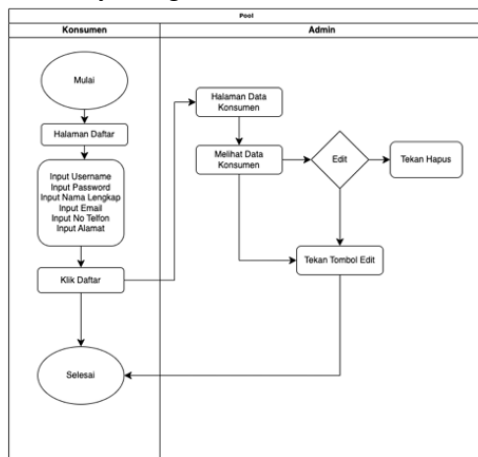 Pool
Konsumen
Admin
Mulai
Halaman Daftar
Input Username
Input Password
Input Nama Lengkap
Input Email
Input No Telfon
Input Alamat
Klik Daftar
Selesai
Halaman Data
Konsumen
Melihat Data
Konsumen
Edit
Tekan Hapus
Tekan Tombol Edit